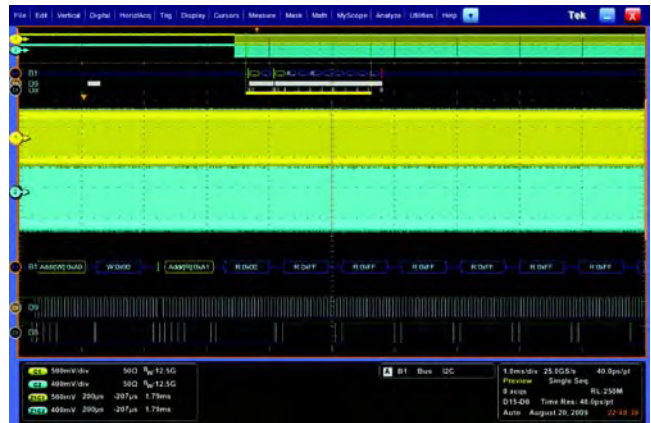 File Edit Vertical Digital Horiz/Acq Trig Display Cursors Measure Mask Math MyScope Analyze Utilities Help Tek
B1
D9
D8
B1 Addr[W]:0xA0 W:0x00 Addr[R]:0xA1 R:0x00 R:0xFF R:0xFF R:0xFF R:0xFF R:0xFF R:0xFF
D9
D8
C1 500mV/div 50Ω BW:12.5G
C2 400mV/div 50Ω BW:12.5G
Z1C1 500mV 200µs -207µs 1.79ms
Z1C2 400mV 200µs -207µs 1.79ms
A B1 Bus I2C
1.0ms/div 25.0GS/s 40.0ps/pt
Preview Single Seq
0 acqs RL:250M
D15-D0 Time Res: 40.0ps/pt
Auto August 20, 2009